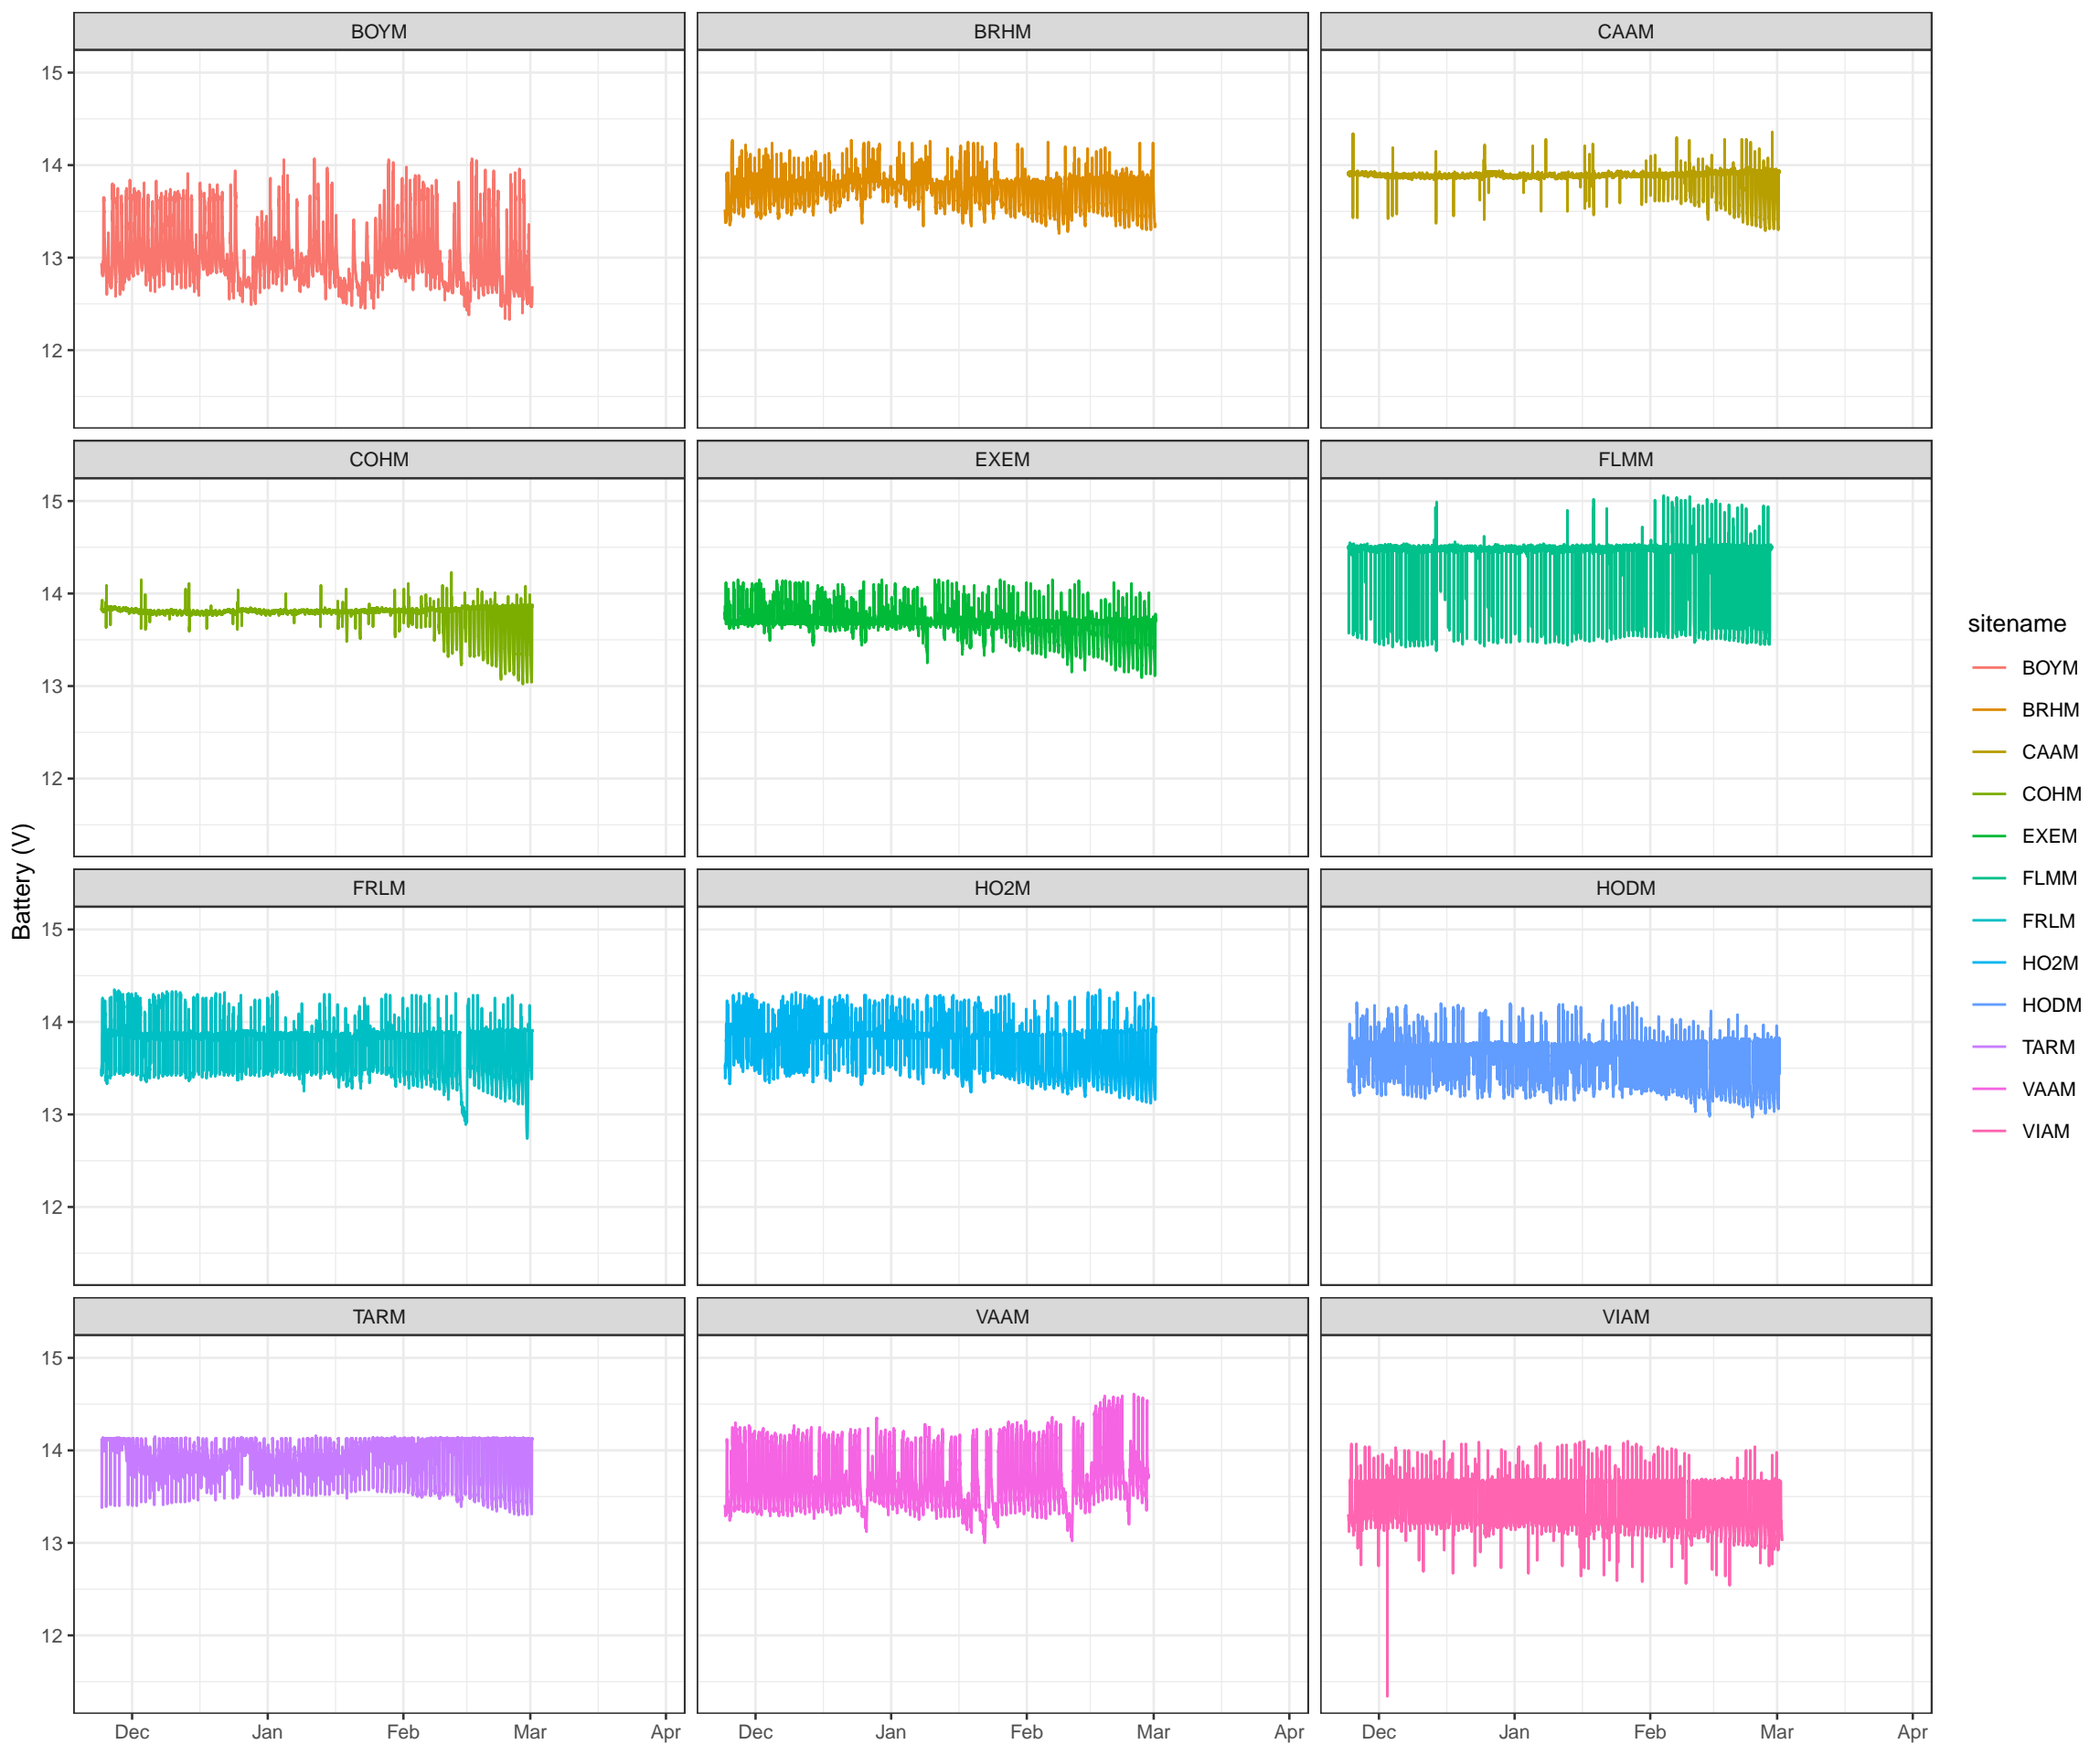 BOYM BRHM CAAM
15
14
13
12
COHM EXEM FLMM
15
14
13
12
FRLM HO2M HODM
15
14
13
12
TARM VAAM VIAM
15
14
13
12
Dec Jan Feb Mar Apr Dec Jan Feb Mar Apr Dec Jan Feb Mar Apr
Battery (V)
sitename
BOYM
BRHM
CAAM
COHM
EXEM
FLMM
FRLM
HO2M
HODM
TARM
VAAM
VIAM